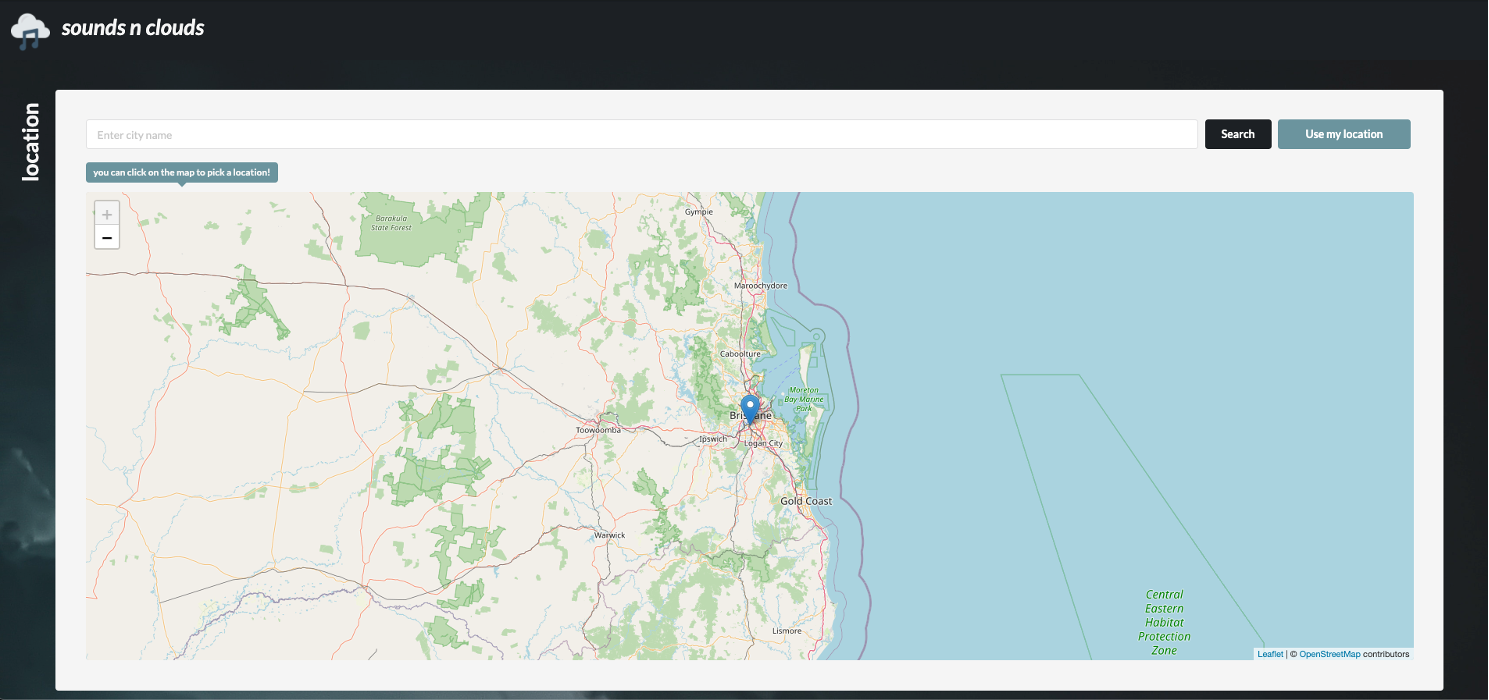 sounds n clouds
location
Enter city name
Search
Use my location
you can click on the map to pick a location!
+
−
Barakula
State Forest
Gympie
Maroochydore
Caboolture
Moreton
Bay Marine
Park
Brisbane
Toowoomba
Ipswich
Logan City
Gold Coast
Warwick
Lismore
Central
Eastern
Habitat
Protection
Zone
Leaflet | © OpenStreetMap contributors